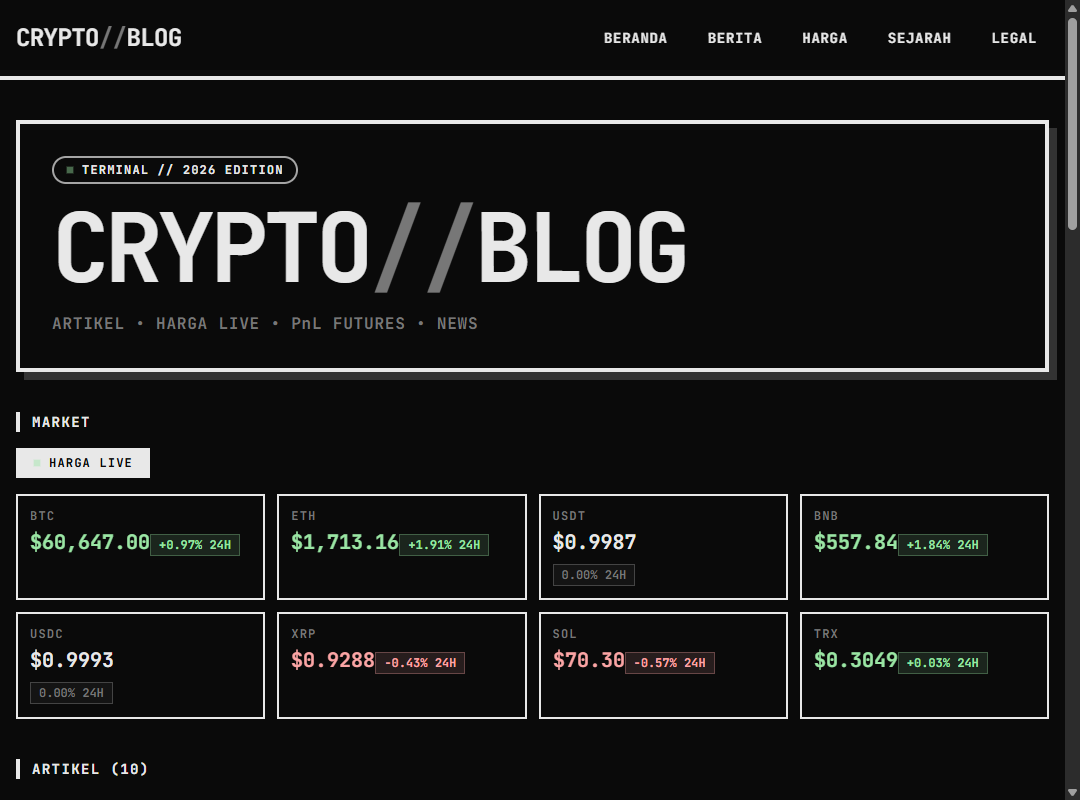 CRYPTO//BLOG
BERANDA BERITA HARGA SEJARAH LEGAL
TERMINAL // 2026 EDITION
CRYPTO//BLOG
ARTIKEL • HARGA LIVE • PnL FUTURES • NEWS
MARKET
HARGA LIVE
BTC
$60,647.00 +0.97% 24H
ETH
$1,713.16 +1.91% 24H
USDT
$0.9987
0.00% 24H
BNB
$557.84 +1.84% 24H
USDC
$0.9993
0.00% 24H
XRP
$0.9288 -0.43% 24H
SOL
$70.30 -0.57% 24H
TRX
$0.3049 +0.03% 24H
ARTIKEL (10)